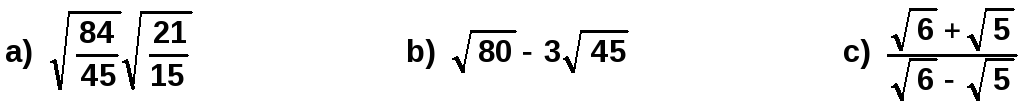 a) √(84/45) √(21/15) b) √80 - 3√45 c) (√6 + √5)/(√6 - √5)